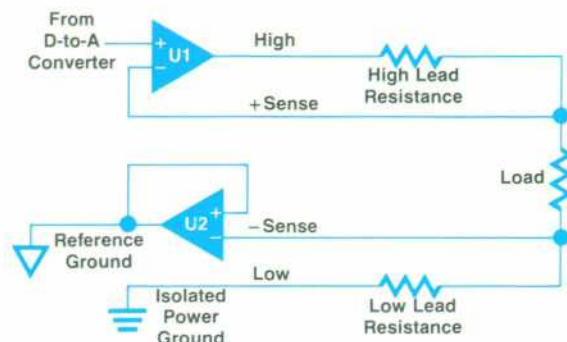 From
D-to-A
Converter
+
−
U1
High
High Lead
Resistance
+Sense
Load
U2
+
−
−Sense
Reference
Ground
Low
Isolated
Power
Ground
Low Lead
Resistance